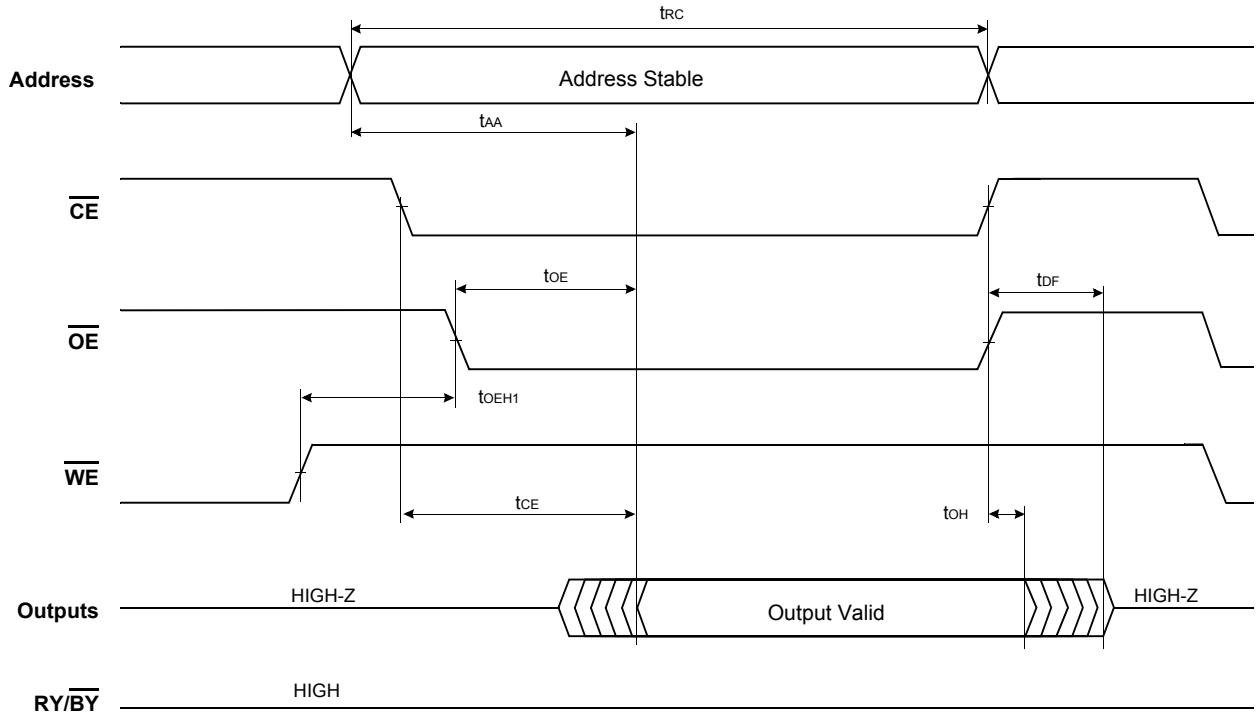 tRC
Address
Address Stable
tAA
CE
tOE
tDF
OE
tOEH1
WE
tCE
tOH
HIGH-Z
HIGH-Z
Outputs
Output Valid
HIGH
RY/BY